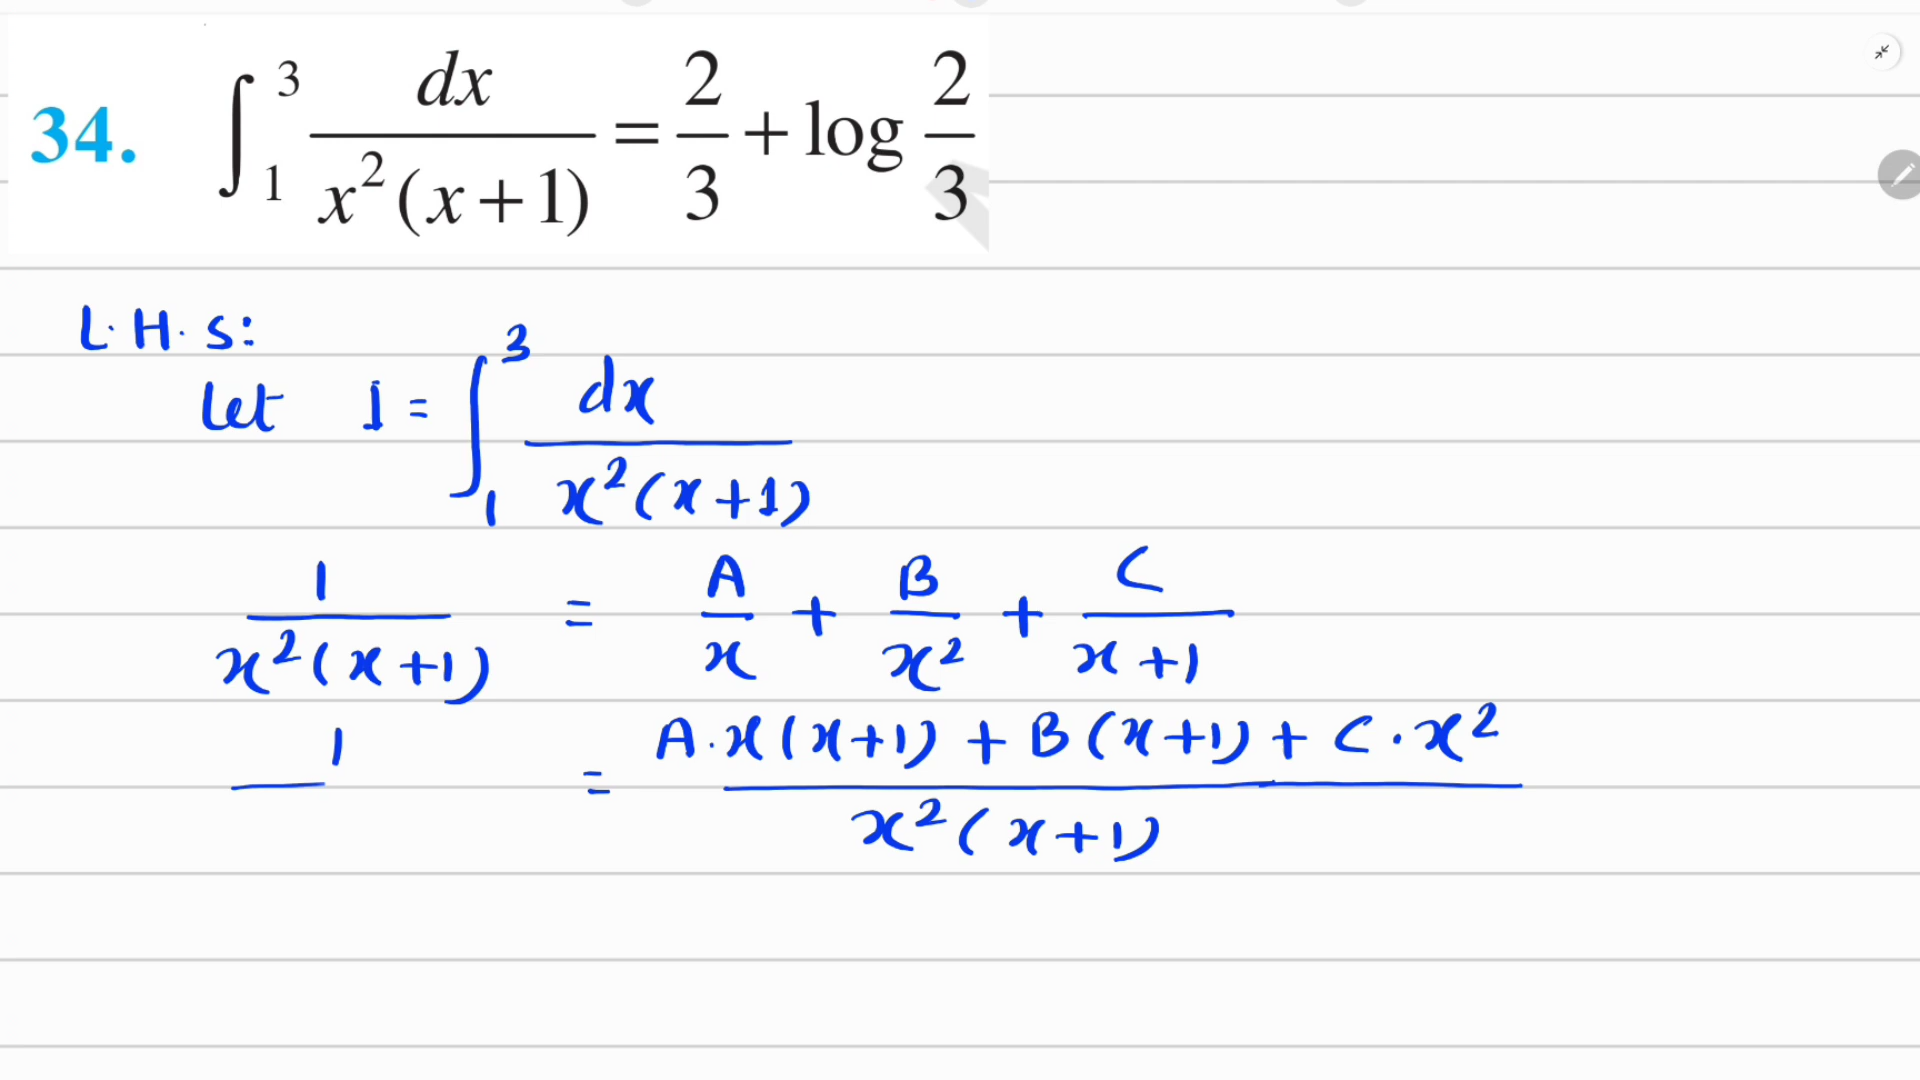 34. ∫₁³ dx / x²(x+1) = 2/3 + log 2/3
L.H.S:
Let I = ∫₁³ dx / x²(x+1)
1 / x²(x+1) = A/x + B/x² + C/x+1
1 / = A.x(x+1) + B(x+1) + C.x² / x²(x+1)